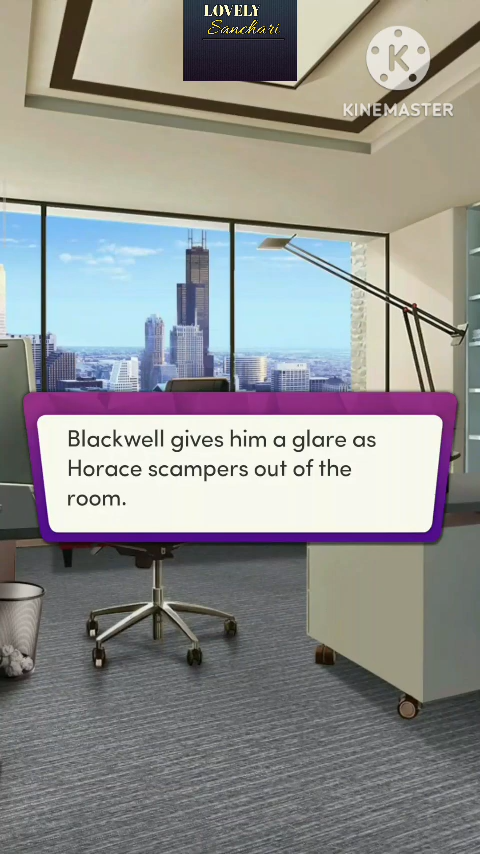 LOVELY
Sanchari
K
KINEMASTER
Blackwell gives him a glare as
Horace scampers out of the
room.